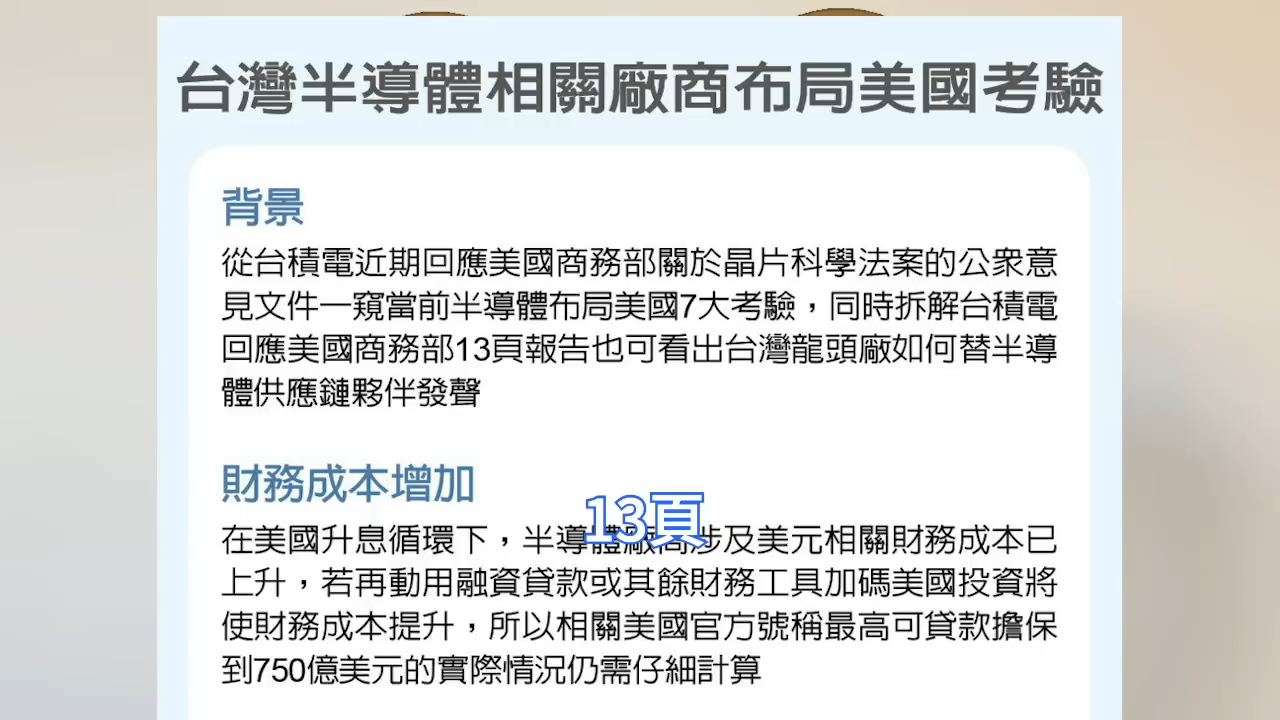 台灣半導體相關廠商布局美國考驗
背景
從台積電近期回應美國商務部關於晶片科學法案的公眾意
見文件一窺當前半導體布局美國7大考驗，同時拆解台積電
回應美國商務部13頁報告也可看出台灣龍頭廠如何替半導
體供應鏈夥伴發聲
財務成本增加
13頁
在美國升息循環下，半導體廠商涉及美元相關財務成本已
上升，若再動用融資貸款或其餘財務工具加碼美國投資將
使財務成本提升，所以相關美國官方號稱最高可貸款擔保
到750億美元的實際情況仍需仔細計算